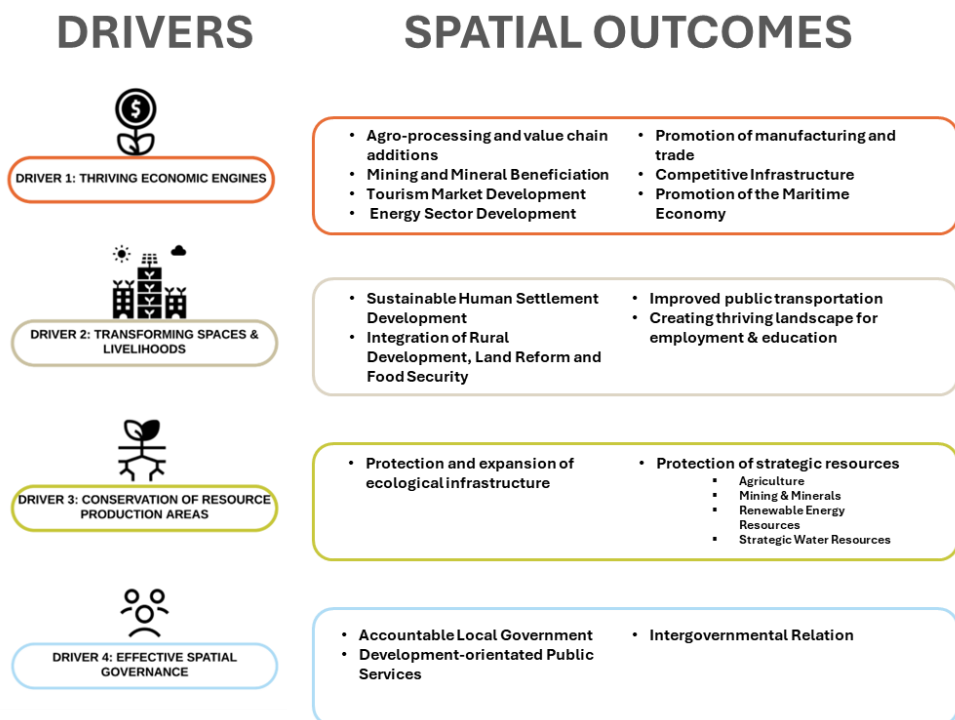 DRIVERS
SPATIAL OUTCOMES
$
DRIVER 1: THRIVING ECONOMIC ENGINES
• Agro-processing and value chain
additions
• Mining and Mineral Beneficiation
• Tourism Market Development
• Energy Sector Development
• Promotion of manufacturing and
trade
• Competitive Infrastructure
• Promotion of the Maritime
Economy
DRIVER 2: TRANSFORMING SPACES &
LIVELIHOODS
• Sustainable Human Settlement
Development
• Integration of Rural
Development, Land Reform and
Food Security
• Improved public transportation
• Creating thriving landscape for
employment & education
DRIVER 3: CONSERVATION OF RESOURCE
PRODUCTION AREAS
• Protection and expansion of
ecological infrastructure
• Protection of strategic resources
▪ Agriculture
▪ Mining & Minerals
▪ Renewable Energy
Resources
▪ Strategic Water Resources
DRIVER 4: EFFECTIVE SPATIAL
GOVERNANCE
• Accountable Local Government
• Development-orientated Public
Services
• Intergovernmental Relation